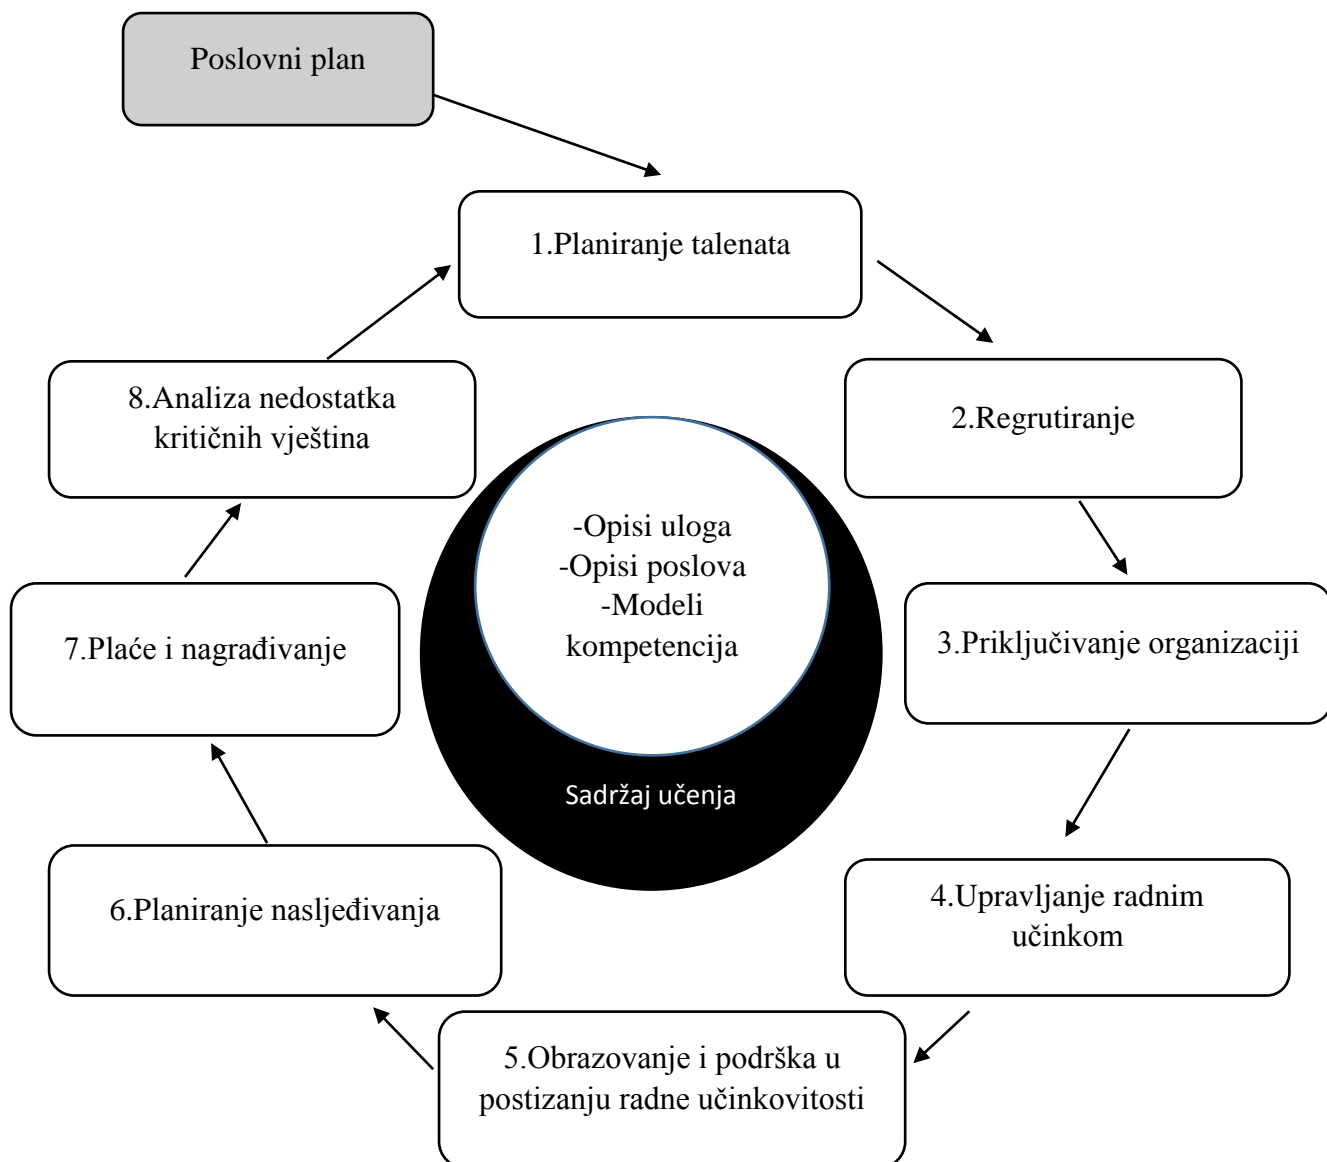 Poslovni plan
1.Planiranje talenata
8.Analiza nedostatka
kritičnih vještina
2.Regrutiranje
-Opisi uloga
-Opisi poslova
-Modeli
kompetencija
7.Plaće i nagrađivanje
3.Priključivanje organizaciji
Sadržaj učenja
6.Planiranje nasljeđivanja
4.Upravljanje radnim
učinkom
5.Obrazovanje i podrška u
postizanju radne učinkovitosti